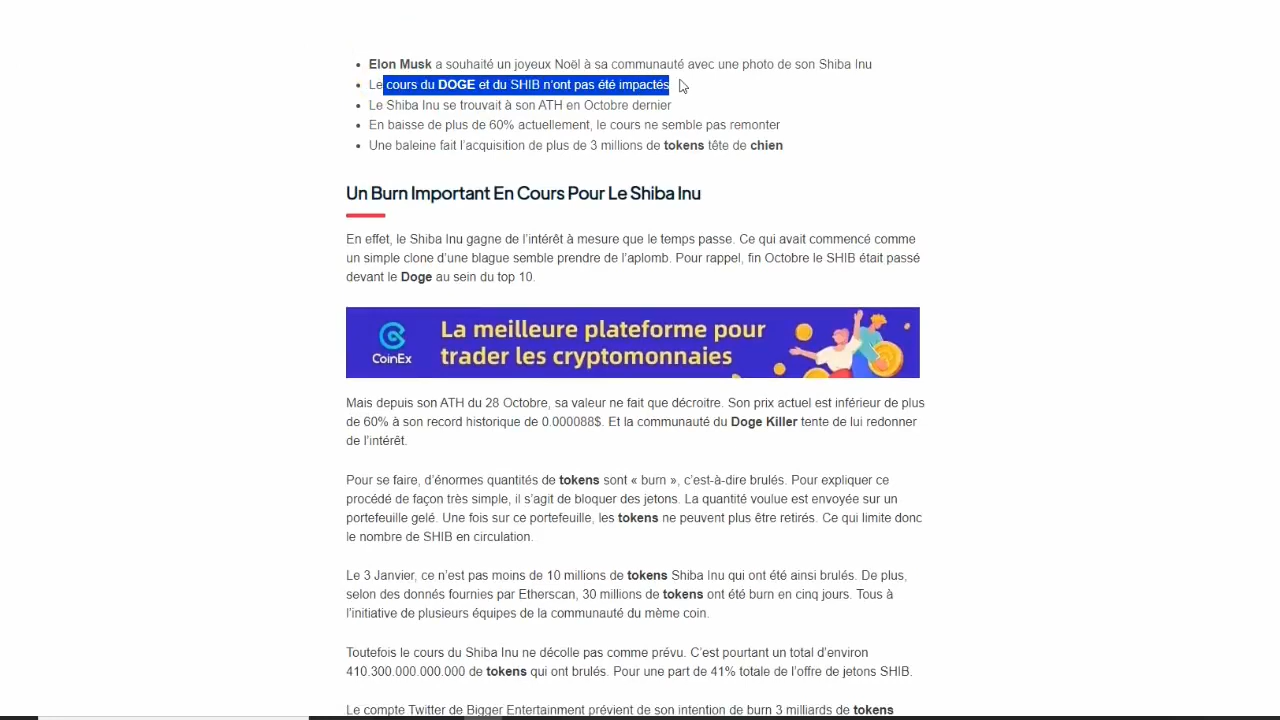 Elon Musk a souhaité un joyeux Noël à sa communauté avec une photo de son Shiba Inu
Le cours du DOGE et du SHIB n'ont pas été impactés
Le Shiba Inu se trouvait à son ATH en Octobre dernier
En baisse de plus de 60% actuellement, le cours ne semble pas remonter
Une baleine fait l'acquisition de plus de 3 millions de tokens tête de chien
Un Burn Important En Cours Pour Le Shiba Inu
En effet, le Shiba Inu gagne de l'intérêt à mesure que le temps passe. Ce qui avait commencé comme
un simple clone d'une blague semble prendre de l'aplomb. Pour rappel, fin Octobre le SHIB était passé
devant le Doge au sein du top 10.
CoinEx
La meilleure plateforme pour
trader les cryptomonnaies
Mais depuis son ATH du 28 Octobre, sa valeur ne fait que décroitre. Son prix actuel est inférieur de plus
de 60% à son record historique de 0.000088$. Et la communauté du Doge Killer tente de lui redonner
de l'intérêt.
Pour se faire, d'énormes quantités de tokens sont « burn », c'est-à-dire brulés. Pour expliquer ce
procédé de façon très simple, il s'agit de bloquer des jetons. La quantité voulue est envoyée sur un
portefeuille gelé. Une fois sur ce portefeuille, les tokens ne peuvent plus être retirés. Ce qui limite donc
le nombre de SHIB en circulation.
Le 3 Janvier, ce n'est pas moins de 10 millions de tokens Shiba Inu qui ont été ainsi brulés. De plus,
selon des donnés fournies par Etherscan, 30 millions de tokens ont été burn en cinq jours. Tous à
l'initiative de plusieurs équipes de la communauté du mème coin.
Toutefois le cours du Shiba Inu ne décolle pas comme prévu. C'est pourtant un total d'environ
410.300.000.000.000 de tokens qui ont brulés. Pour une part de 41% totale de l'offre de jetons SHIB.
Le compte Twitter de Bigger Entertainment prévient de son intention de burn 3 milliards de tokens